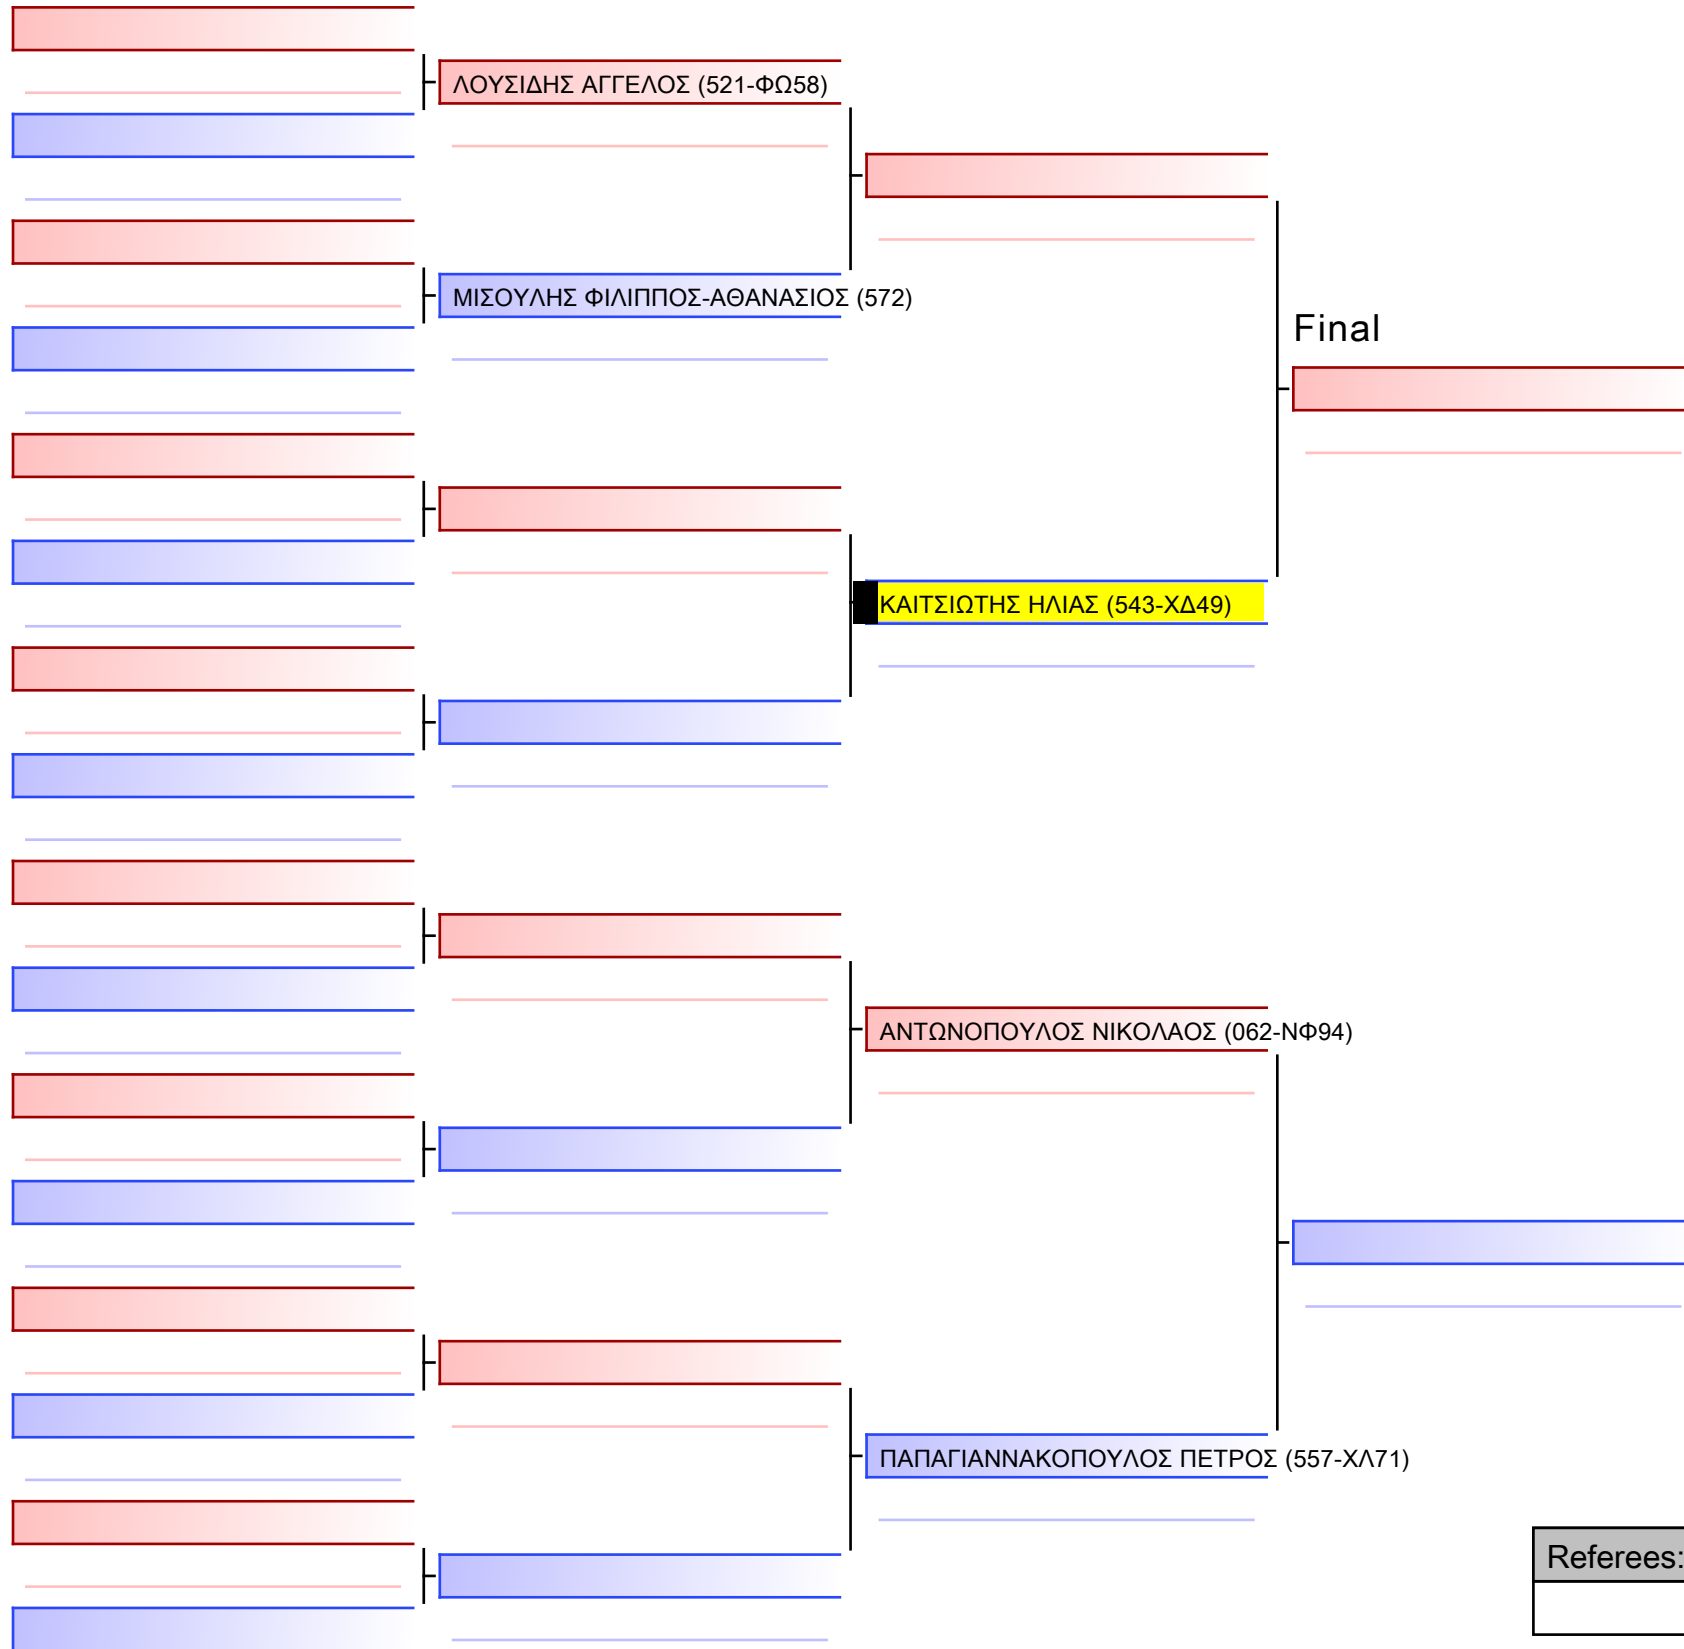 ΛΟΥΣΙΔΗΣ ΑΓΓΕΛΟΣ (521-ΦΩ58)
ΜΙΣΟΥΛΗΣ ΦΙΛΙΠΠΟΣ-ΑΘΑΝΑΣΙΟΣ (572)
Final
ΚΑΙΤΣΙΩΤΗΣ ΗΛΙΑΣ (543-ΧΔ49)
ΑΝΤΩΝΟΠΟΥΛΟΣ ΝΙΚΟΛΑΟΣ (062-ΝΦ94)
ΠΑΠΑΓΙΑΝΝΑΚΟΠΟΥΛΟΣ ΠΕΤΡΟΣ (557-ΧΛ71)
Referees: